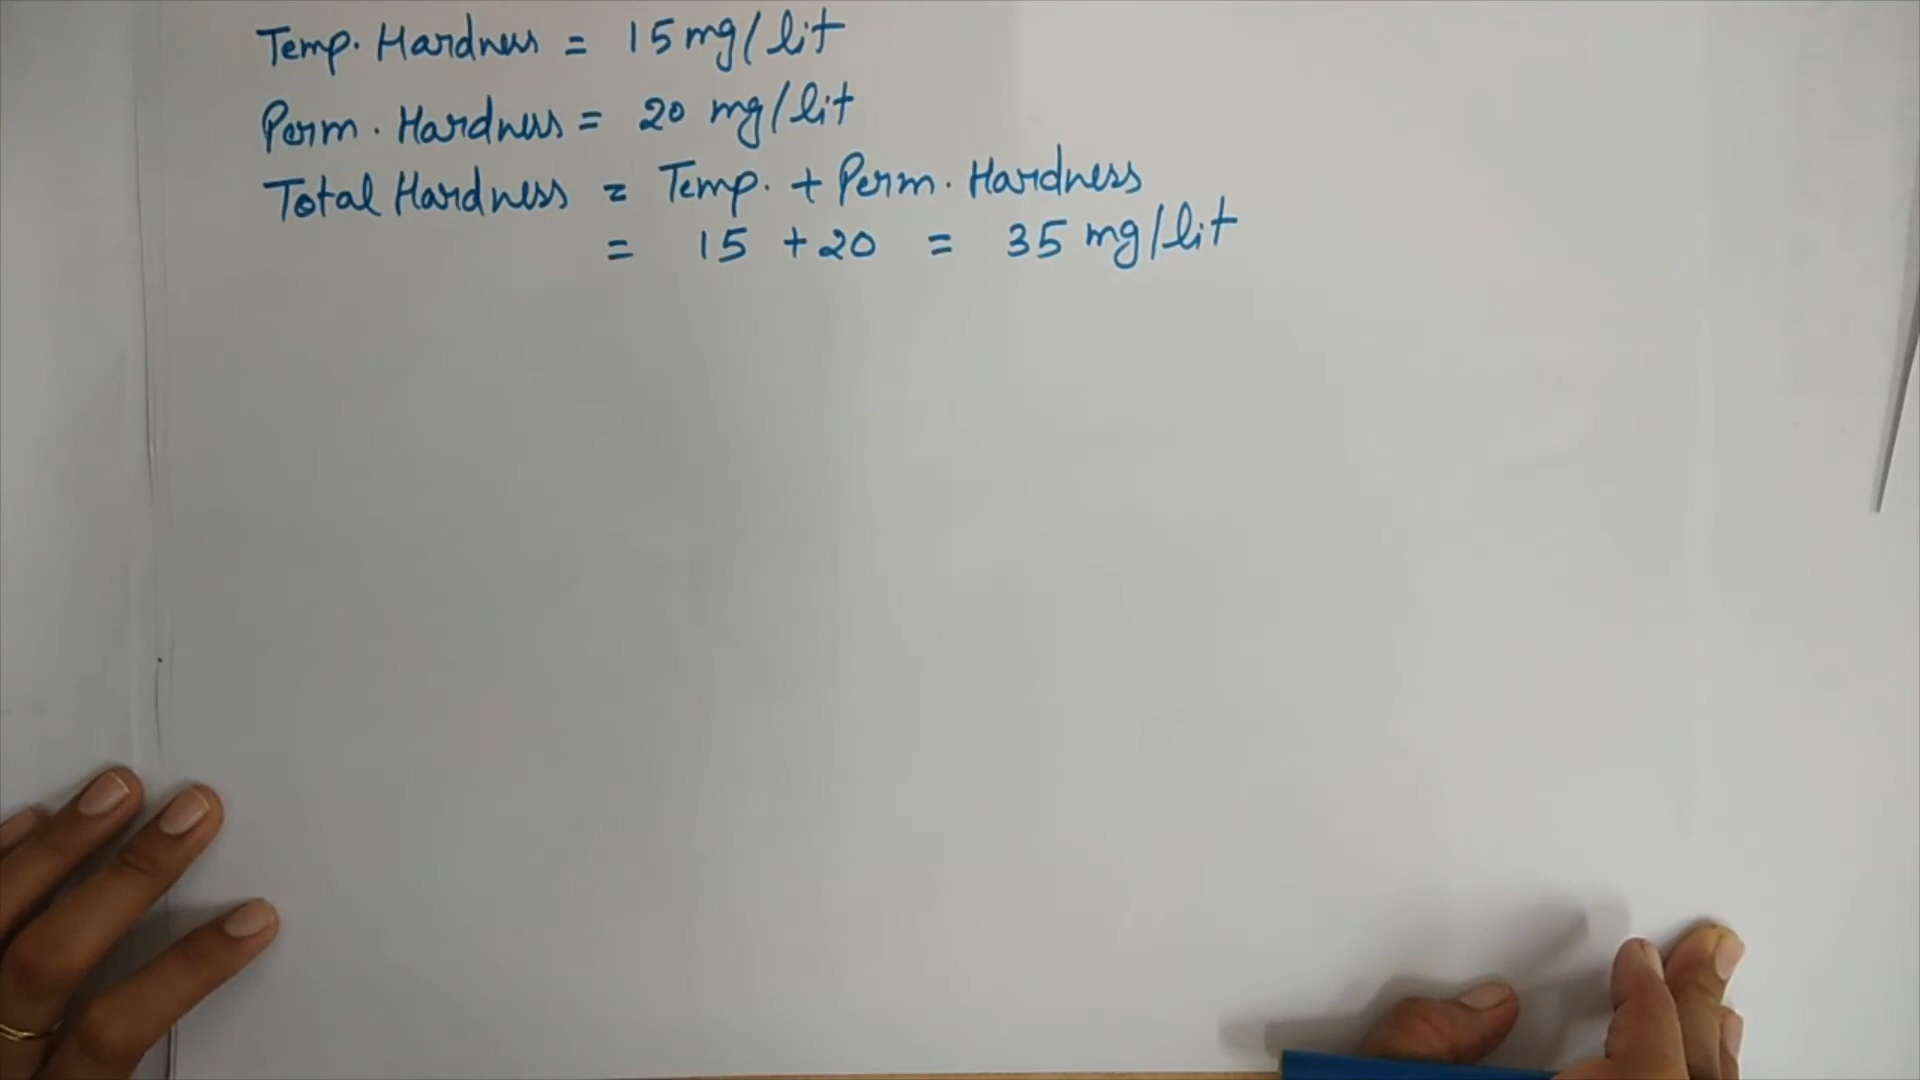 Temp. Hardness = 15 mg/lit
Perm. Hardness = 20 mg/lit
Total Hardness = Temp. + Perm. Hardness
= 15 + 20 = 35 mg/lit